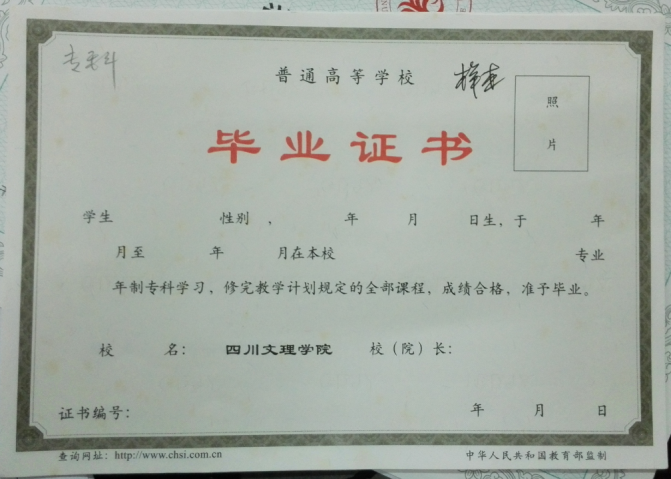 专科
普通高等学校 样本
照
片
毕业证书
学生 性别 ， 年 月 日生，于 年
月至 年 月在本校 专业
年制专科学习，修完教学计划规定的全部课程，成绩合格，准予毕业。
校 名： 四川文理学院 校（院）长：
证书编号： 年 月 日
查询网址：http://www.chsi.com.cn 中华人民共和国教育部监制